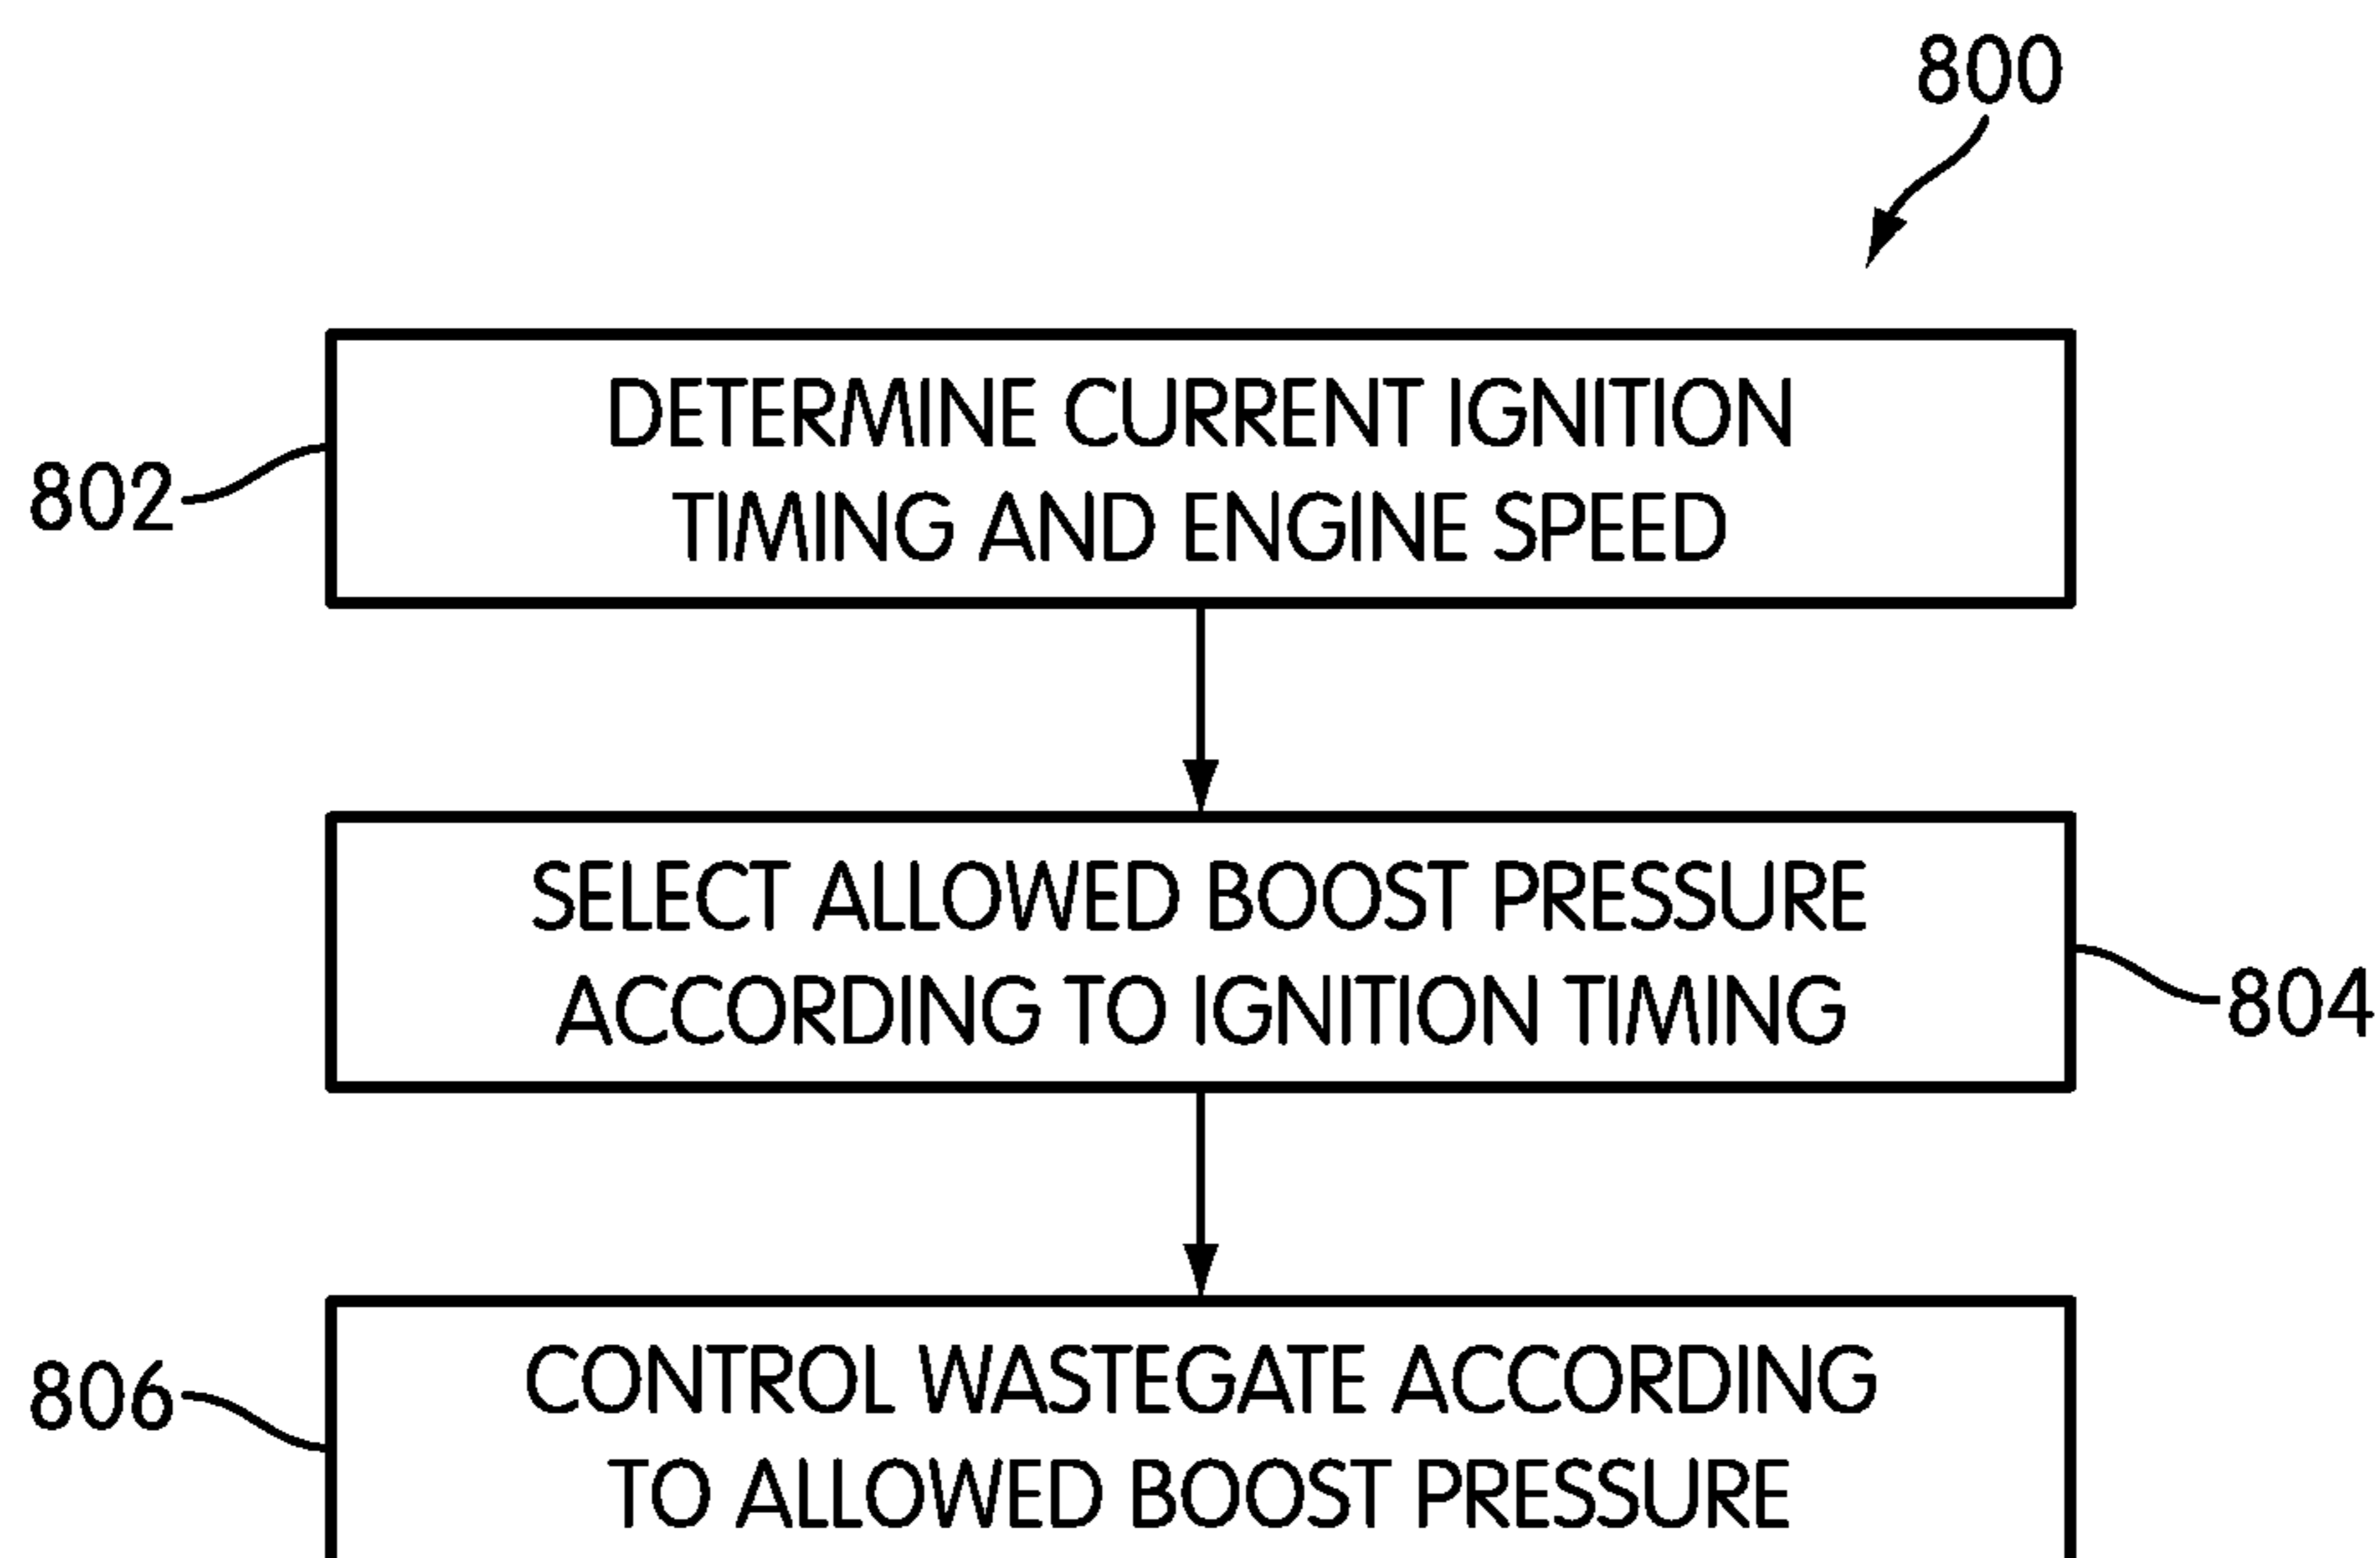 800
DETERMINE CURRENT IGNITION
TIMING AND ENGINE SPEED
802
SELECT ALLOWED BOOST PRESSURE
ACCORDING TO IGNITION TIMING
804
CONTROL WASTEGATE ACCORDING
TO ALLOWED BOOST PRESSURE
806